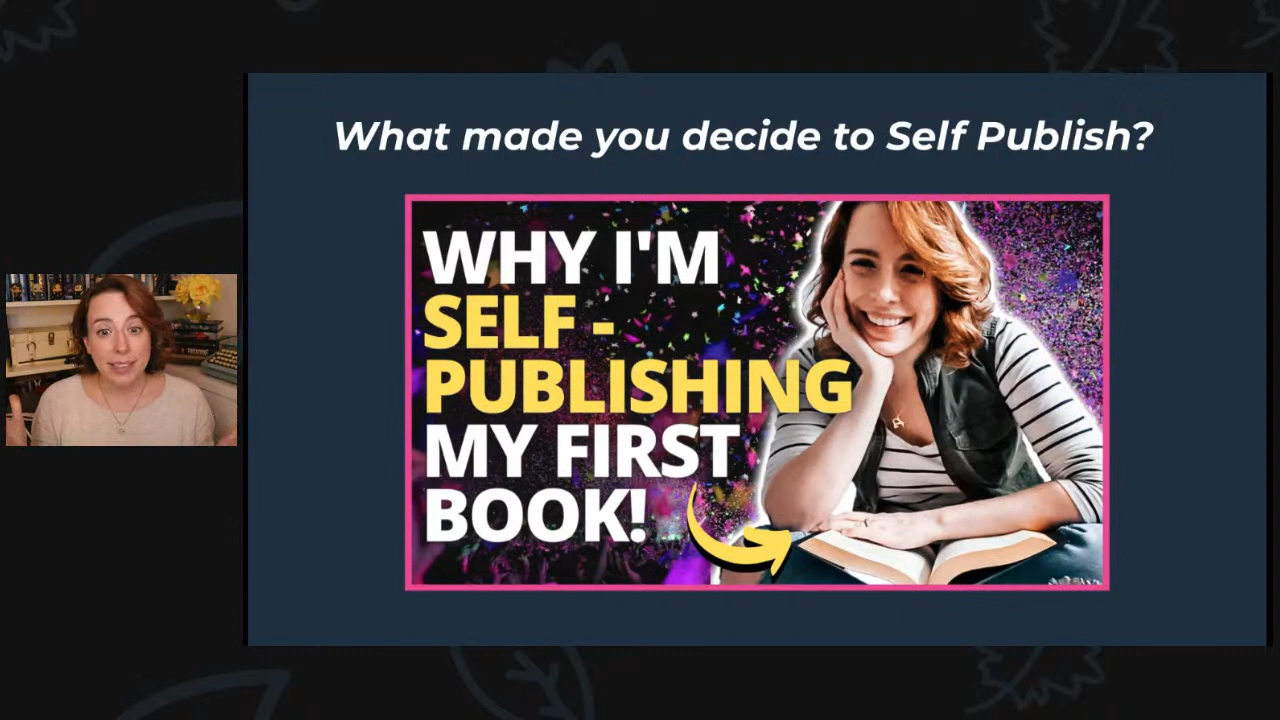 What made you decide to Self Publish?
WHY I'M
SELF -
PUBLISHING
MY FIRST
BOOK!